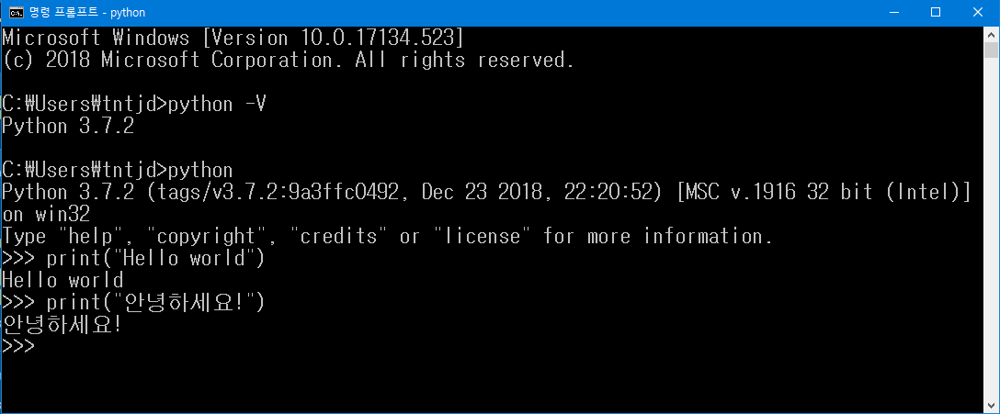 명령 프롬프트 - python
Microsoft Windows [Version 10.0.17134.523]
(c) 2018 Microsoft Corporation. All rights reserved.
C:₩Users₩tntjd>python -V
Python 3.7.2
C:₩Users₩tntjd>python
Python 3.7.2 (tags/v3.7.2:9a3ffc0492, Dec 23 2018, 22:20:52) [MSC v.1916 32 bit (Intel)]
on win32
Type "help", "copyright", "credits" or "license" for more information.
>>> print("Hello world")
Hello world
>>> print("안녕하세요!")
안녕하세요!
>>>